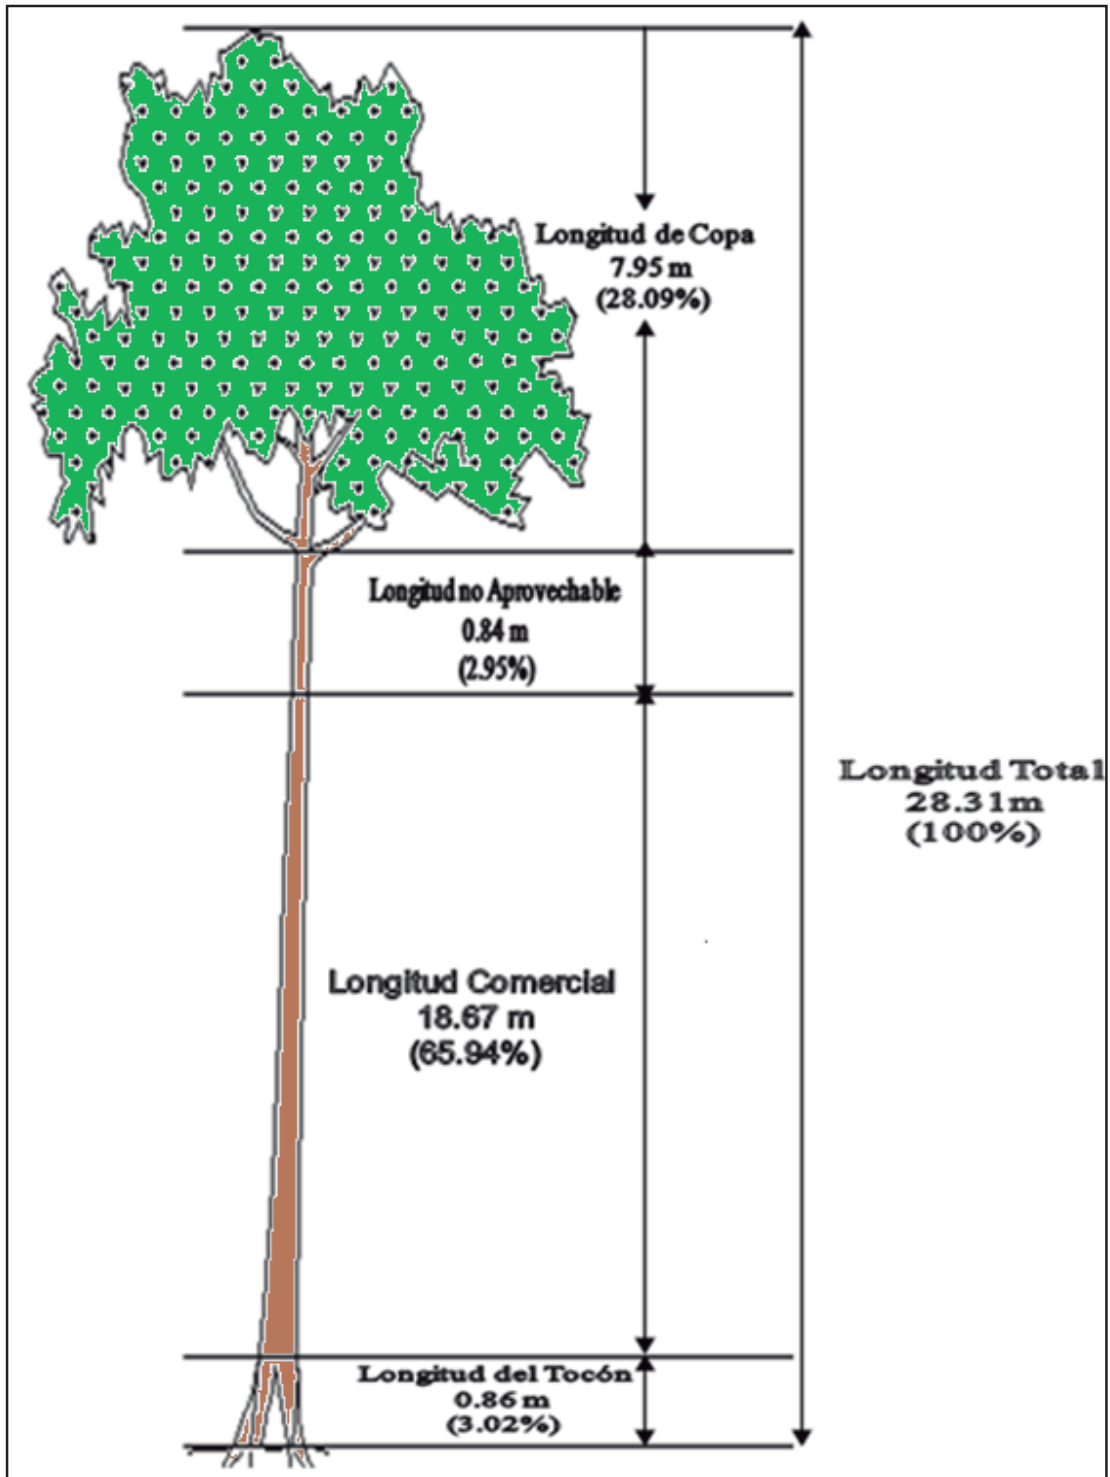 Longitud de Copa
7.95 m
(28.09%)
Longitud no Aprovechable
0.84 m
(2.95%)
Longitud Total
28.31m
(100%)
Longitud Comercial
18.67 m
(65.94%)
Longitud del Tocón
0.86 m
(3.02%)